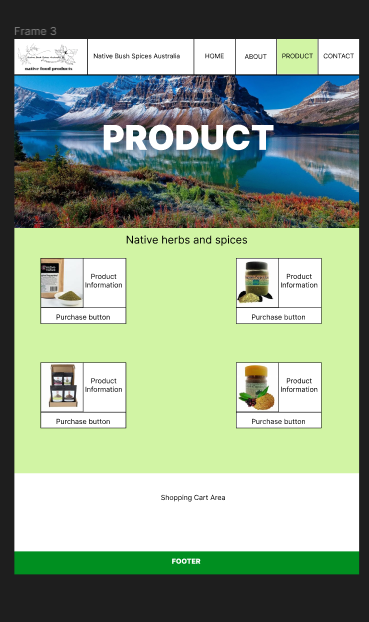 Frame 3
native food products
Native Bush Spices Australia
HOME
ABOUT
PRODUCT
CONTACT
PRODUCT
Native herbs and spices
Product
Information
Purchase button
Product
Information
Purchase button
Product
Information
Purchase button
Product
Information
Purchase button
Shopping Cart Area
FOOTER